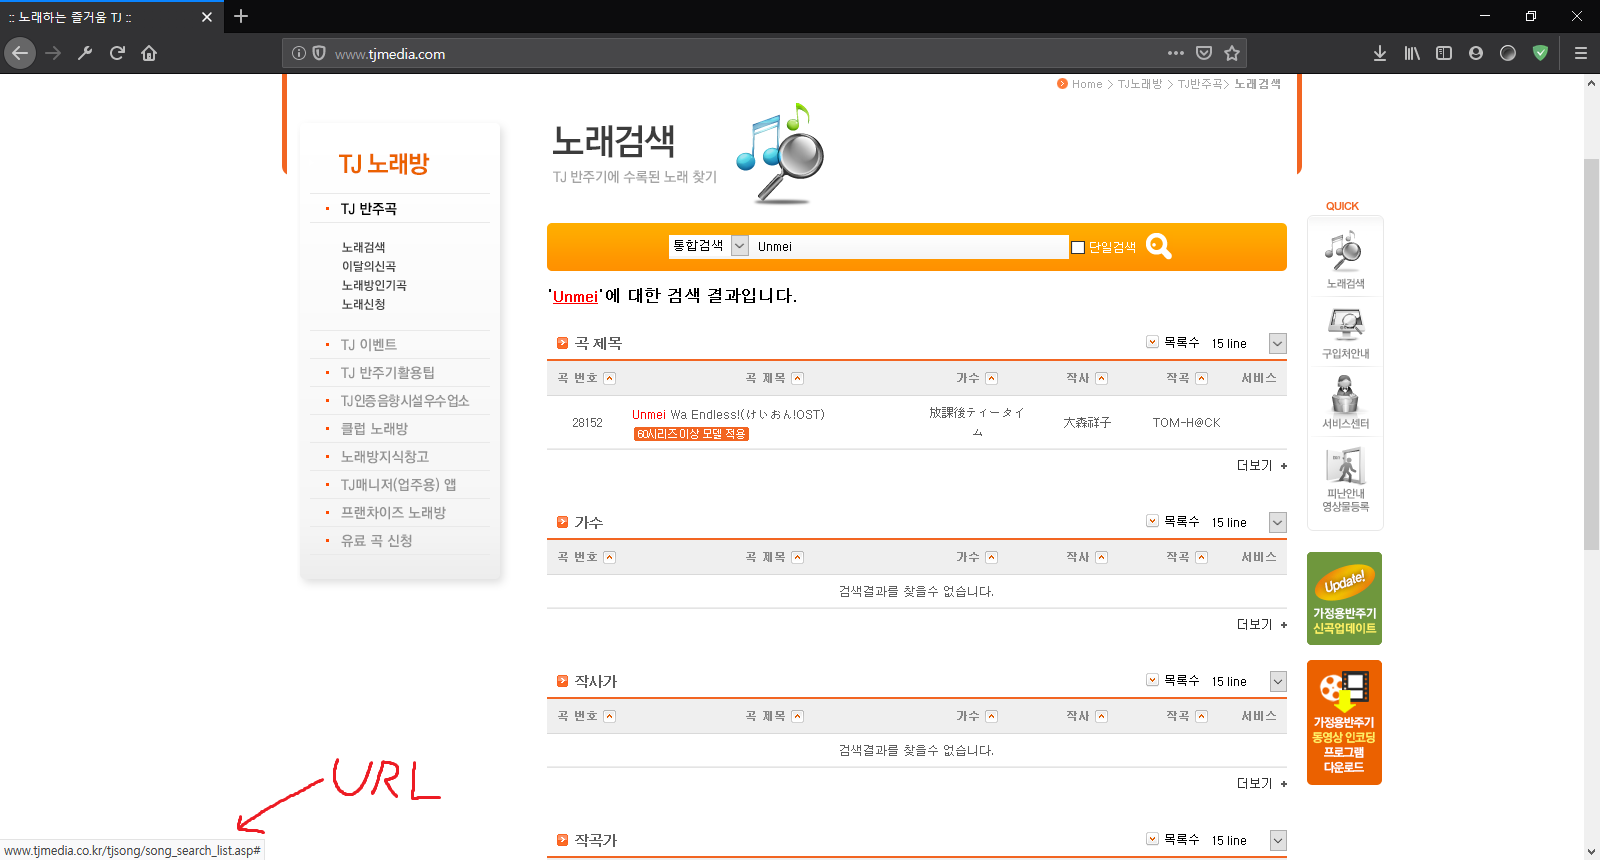 :: 노래하는 즐거움 TJ ::
www.tjmedia.com
Home > TJ노래방 > TJ반주곡> 노래검색
TJ 노래방
TJ 반주곡
노래검색
이달의신곡
노래방인기곡
노래신청
TJ 이벤트
TJ 반주기활용팁
TJ인증음향시설우수업소
클럽 노래방
노래방지식창고
TJ매니저(업주용) 앱
프랜차이즈 노래방
유료 곡 신청
노래검색
TJ 반주기에 수록된 노래 찾기
통합검색 Unmei 단일검색
'Unmei'에 대한 검색 결과입니다.
곡 제목 목록수 15 line
곡 번호 곡 제목 가수 작사 작곡 서비스
28152 Unmei Wa Endless!(けいおん!OST) 放課後ティータイム 大森祥子 TOM-H@CK
60시리즈 이상 모델 적용
더보기 +
가수 목록수 15 line
곡 번호 곡 제목 가수 작사 작곡 서비스
검색결과를 찾을수 없습니다.
더보기 +
작사가 목록수 15 line
곡 번호 곡 제목 가수 작사 작곡 서비스
검색결과를 찾을수 없습니다.
더보기 +
작곡가 목록수 15 line
QUICK
노래검색
구입처안내
서비스센터
피난안내
영상물등록
Update!
가정용반주기
신곡업데이트
가정용반주기
동영상 인코딩
프로그램
다운로드
URL
www.tjmedia.co.kr/tjsong/song_search_list.asp#